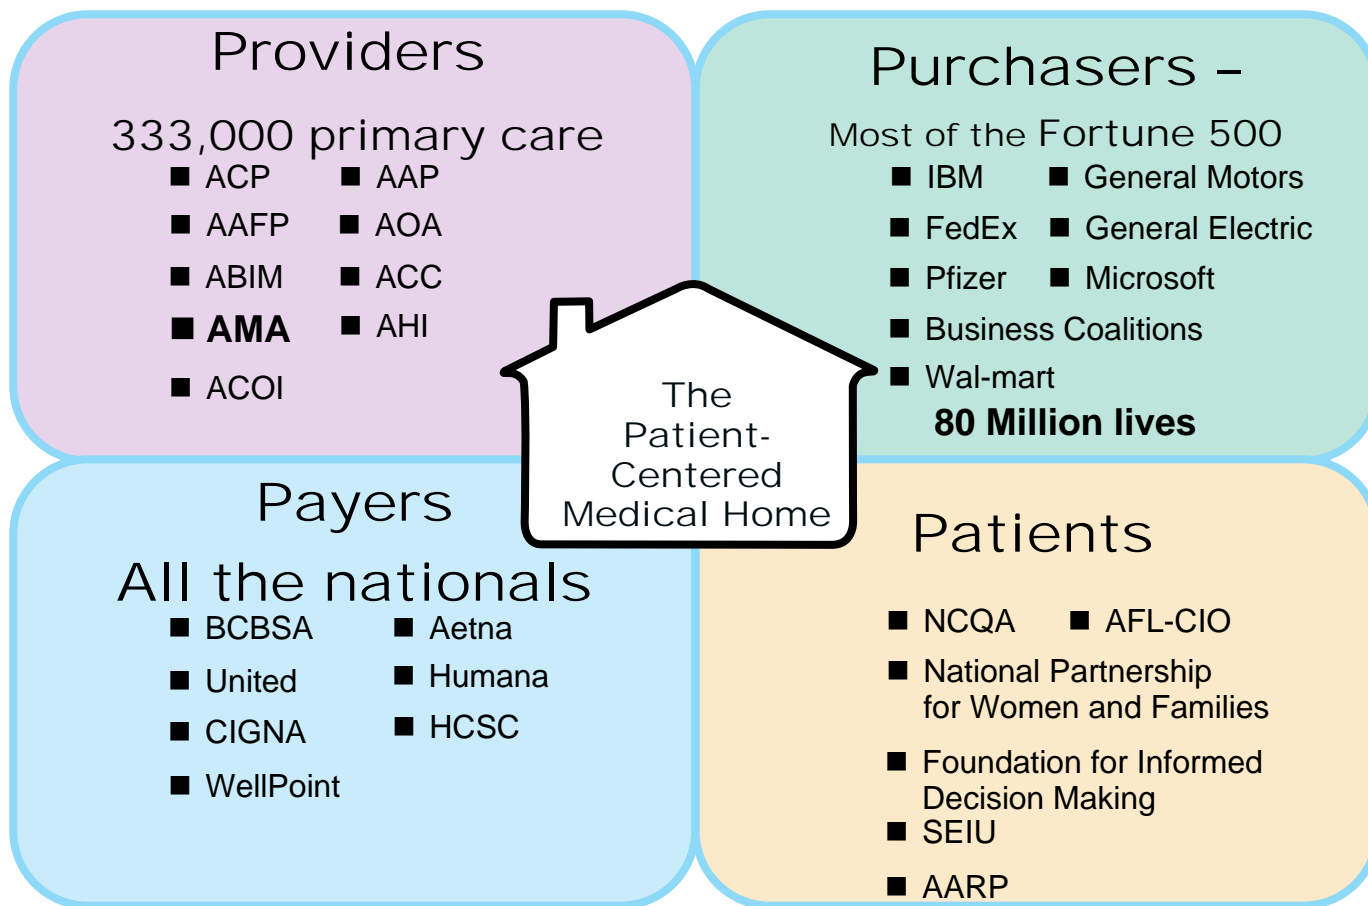 Providers
333,000 primary care
■ ACP ■ AAP
■ AAFP ■ AOA
■ ABIM ■ ACC
■ AMA ■ AHI
■ ACOI
Purchasers –
Most of the Fortune 500
■ IBM ■ General Motors
■ FedEx ■ General Electric
■ Pfizer ■ Microsoft
■ Business Coalitions
■ Wal-mart
80 Million lives
The
Patient-
Centered
Medical Home
Payers
All the nationals
■ BCBSA ■ Aetna
■ United ■ Humana
■ CIGNA ■ HCSC
■ WellPoint
Patients
■ NCQA ■ AFL-CIO
■ National Partnership
for Women and Families
■ Foundation for Informed
Decision Making
■ SEIU
■ AARP